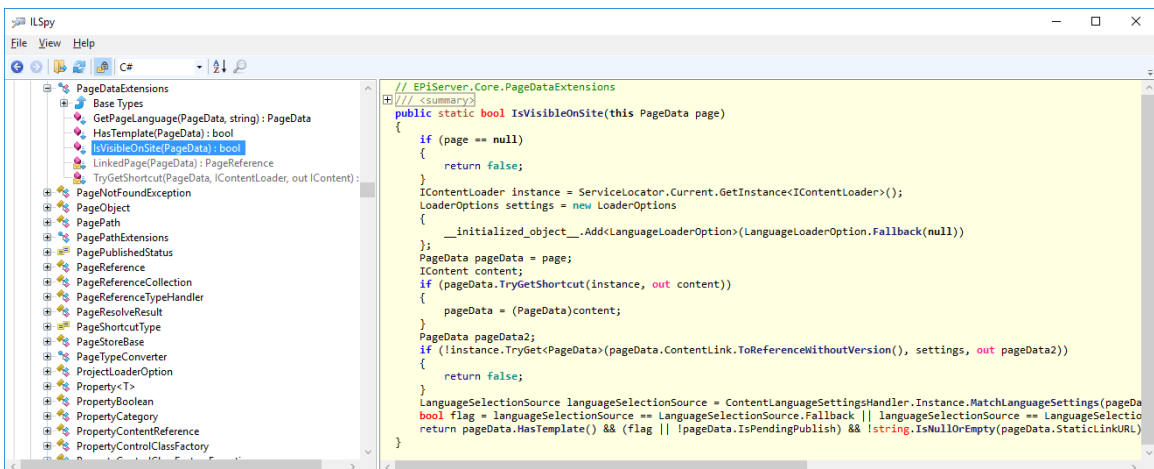 ILSpy
File View Help
C#
PageDataExtensions
Base Types
GetPageLanguage(PageData, string) : PageData
HasTemplate(PageData) : bool
IsVisibleOnSite(PageData) : bool
LinkedPage(PageData) : PageReference
TryGetShortcut(PageData, IContentLoader, out IContent) :
PageNotFoundException
PageObject
PagePath
PagePathExtensions
PagePublishedStatus
PageReference
PageReferenceCollection
PageReferenceTypeHandler
PageResolveResult
PageShortcutType
PageStoreBase
PageTypeConverter
ProjectLoaderOption
Property<T>
PropertyBoolean
PropertyCategory
PropertyContentReference
PropertyControlClassFactory
// EPiServer.Core.PageDataExtensions
/// <summary>
public static bool IsVisibleOnSite(this PageData page)
{
if (page == null)
{
return false;
}
IContentLoader instance = ServiceLocator.Current.GetInstance<IContentLoader>();
LoaderOptions settings = new LoaderOptions
{
__initialized_object__.Add<LanguageLoaderOption>(LanguageLoaderOption.Fallback(null))
};
PageData pageData = page;
IContent content;
if (pageData.TryGetShortcut(instance, out content))
{
pageData = (PageData)content;
}
PageData pageData2;
if (!instance.TryGet<PageData>(pageData.ContentLink.ToReferenceWithoutVersion(), settings, out pageData2))
{
return false;
}
LanguageSelectionSource languageSelectionSource = ContentLanguageSettingsHandler.Instance.MatchLanguageSettings(pageDa
bool flag = languageSelectionSource == LanguageSelectionSource.Fallback || languageSelectionSource == LanguageSelectio
return pageData.HasTemplate() && (flag || !pageData.IsPendingPublish) && !string.IsNullOrEmpty(pageData.StaticLinkURL)
}